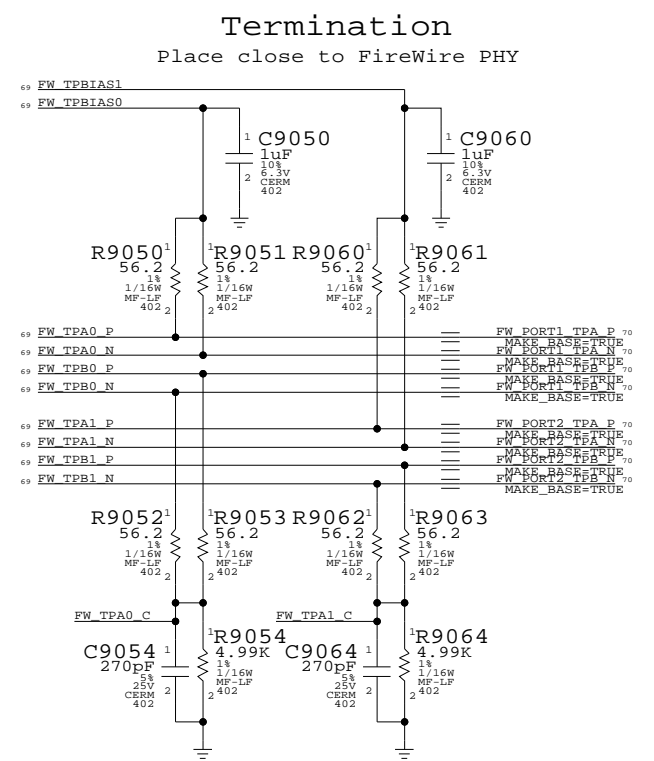 Termination
Place close to FireWire PHY
69 FW_TPBIAS1
69 FW_TPBIAS0
1 C9050
1uF
10%
6.3V
2 CERM
402
1 C9060
1uF
10%
6.3V
2 CERM
402
R9050 1
56.2
1%
1/16W
MF-LF
402 2
1 R9051
56.2
1%
1/16W
MF-LF
2 402
R9060 1
56.2
1%
1/16W
MF-LF
402 2
1 R9061
56.2
1%
1/16W
MF-LF
2 402
69 FW_TPA0_P
FW_PORT1_TPA_P 70
MAKE_BASE=TRUE
69 FW_TPA0_N
FW_PORT1_TPA_N 70
MAKE_BASE=TRUE
69 FW_TPB0_P
FW_PORT1_TPB_P 70
MAKE_BASE=TRUE
69 FW_TPB0_N
FW_PORT1_TPB_N 70
MAKE_BASE=TRUE
69 FW_TPA1_P
FW_PORT2_TPA_P 70
MAKE_BASE=TRUE
69 FW_TPA1_N
FW_PORT2_TPA_N 70
MAKE_BASE=TRUE
69 FW_TPB1_P
FW_PORT2_TPB_P 70
MAKE_BASE=TRUE
69 FW_TPB1_N
FW_PORT2_TPB_N 70
MAKE_BASE=TRUE
R9052 1
56.2
1%
1/16W
MF-LF
402 2
1 R9053
56.2
1%
1/16W
MF-LF
2 402
R9062 1
56.2
1%
1/16W
MF-LF
402 2
1 R9063
56.2
1%
1/16W
MF-LF
2 402
FW_TPA0_C
FW_TPA1_C
C9054 1
270pF
5%
25V 2
CERM
402
1 R9054
4.99K
1%
1/16W
MF-LF
2 402
C9064 1
270pF
5%
25V 2
CERM
402
1 R9064
4.99K
1%
1/16W
MF-LF
2 402